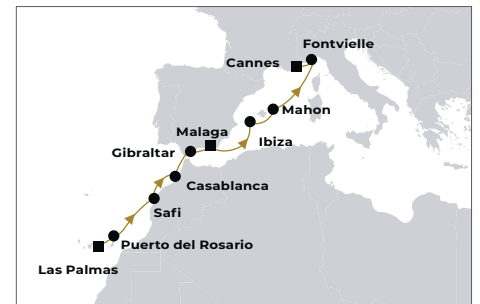 Fontvielle
Cannes
Mahon
Malaga
Ibiza
Gibraltar
Casablanca
Safi
Puerto del Rosario
Las Palmas